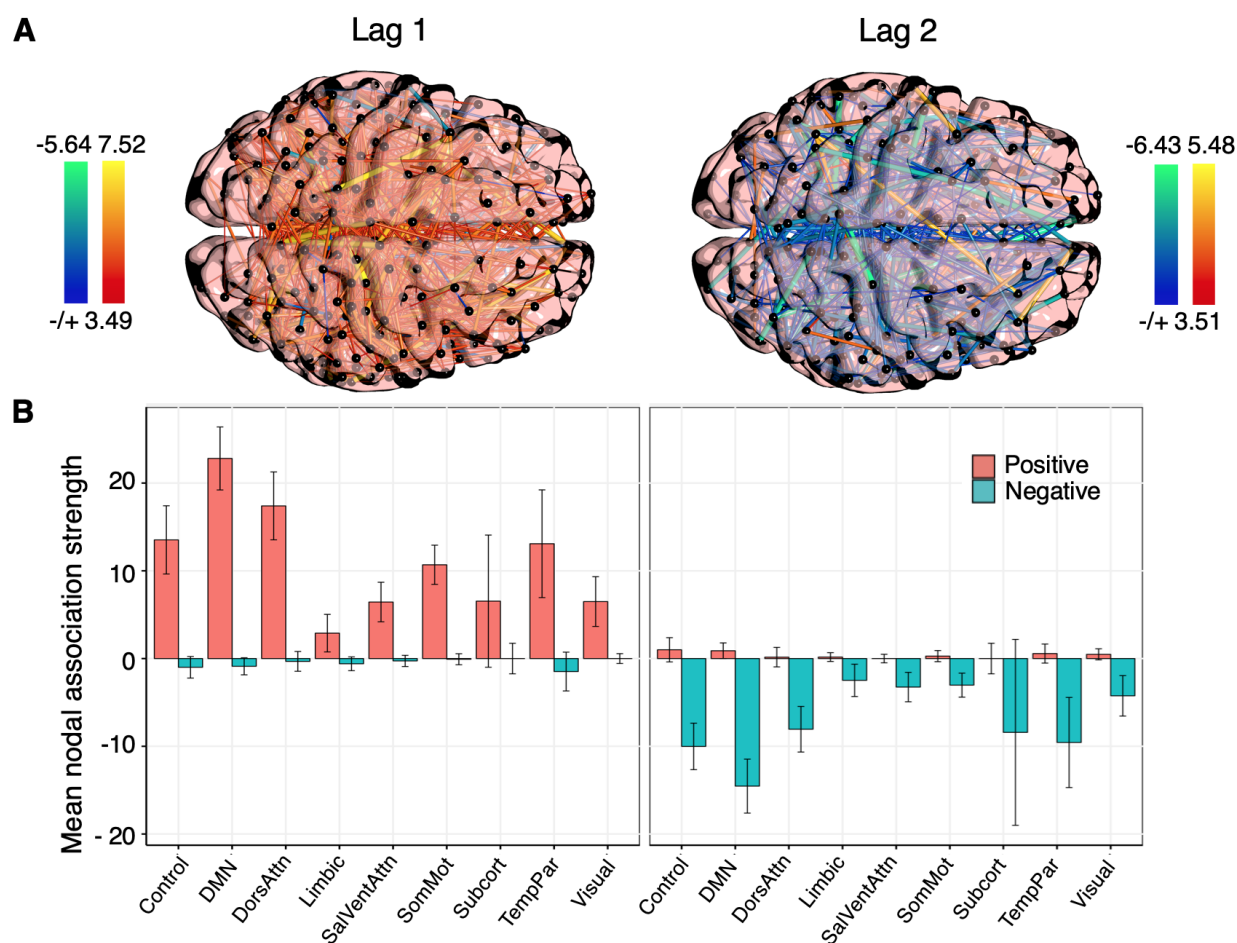 A
Lag 1
Lag 2
-5.64 7.52
-/+ 3.49
-6.43 5.48
-/+ 3.51
B
Mean nodal association strength
20
10
0
-10
- 20
Positive
Negative
Control
DMN
DorsAttn
Limbic
SalVentAttn
SomMot
Subcort
TempPar
Visual
Control
DMN
DorsAttn
Limbic
SalVentAttn
SomMot
Subcort
TempPar
Visual